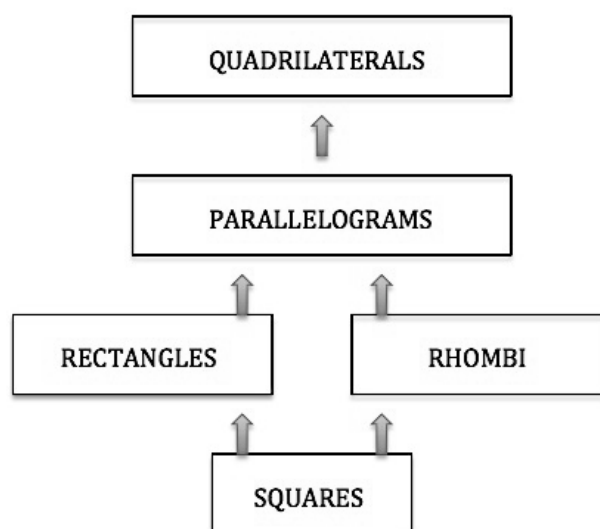 QUADRILATERALS
PARALLELOGRAMS
RECTANGLES
RHOMBI
SQUARES